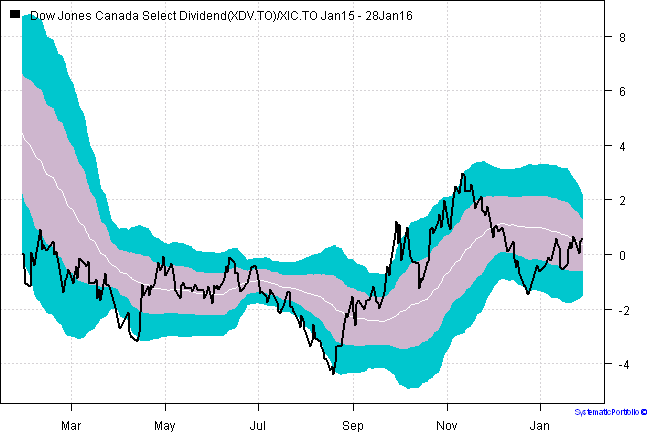 Dow Jones Canada Select Dividend(XDV.TO)/XIC.TO Jan15 - 28Jan16
8
6
4
2
0
-2
-4
Mar May Jul Sep Nov Jan
SystematicPortfolio ©